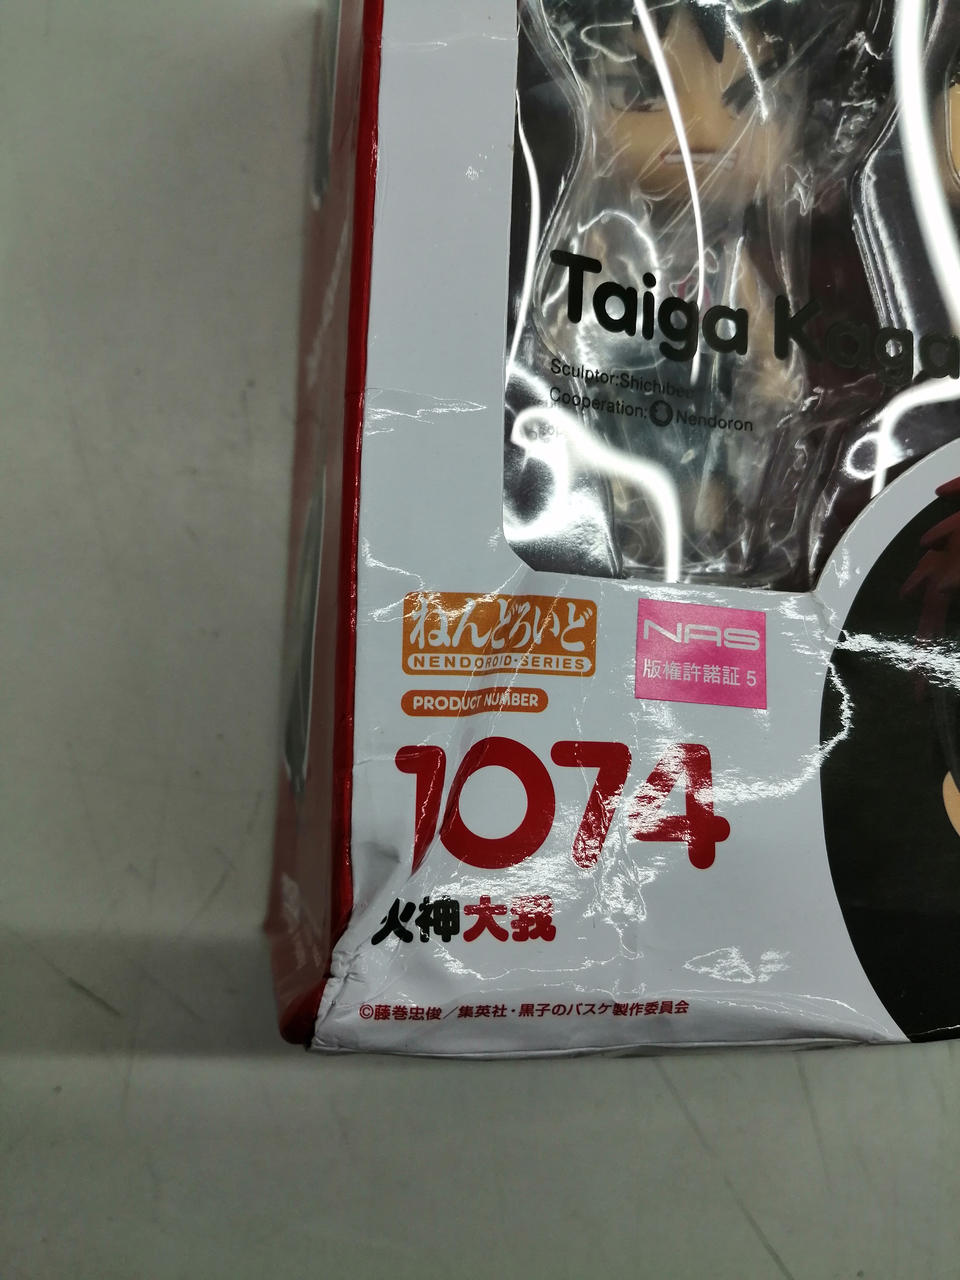 Taiga Kaga
Sculptor:Shichibee
Cooperation: Nendoron
ねんどろいど
NENDOROID·SERIES
NAS
版権許諾証 5
PRODUCT NUMBER
1074
火神大我
©藤巻忠俊／集英社・黒子のバスケ製作委員会